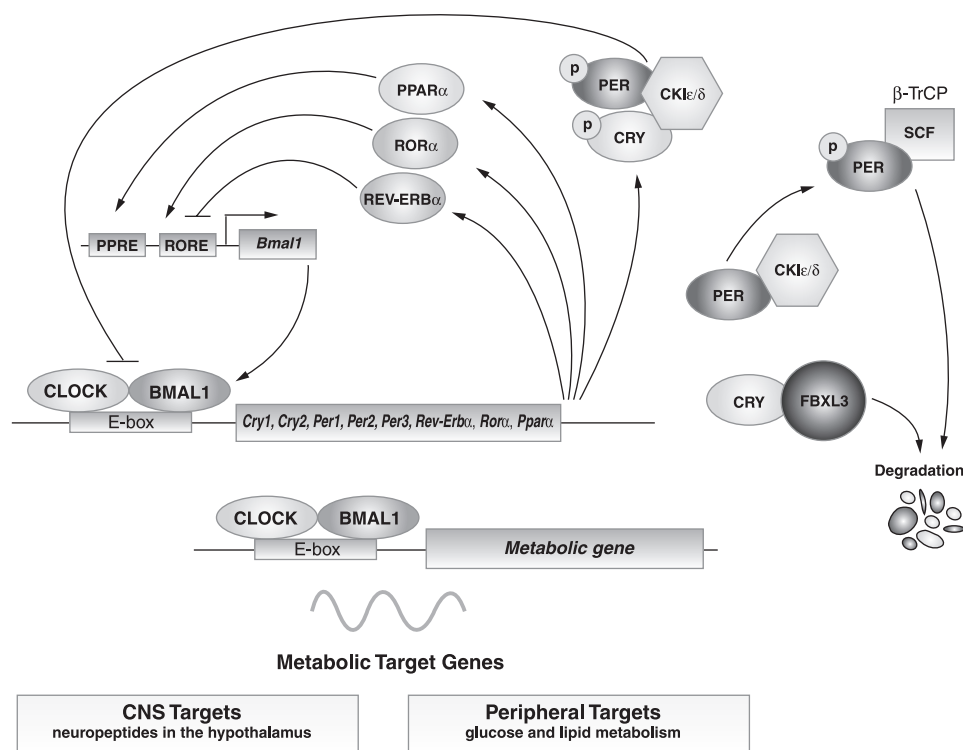 p
PER
CKIε/δ
p
CRY
PPARα
RORα
REV-ERBα
PPRE
RORE
Bmal1
β-TrCP
SCF
p
PER
PER
CKIε/δ
CLOCK
BMAL1
E-box
Cry1, Cry2, Per1, Per2, Per3, Rev-Erbα, Rorα, Pparα
CRY
FBXL3
Degradation
CLOCK
BMAL1
E-box
Metabolic gene
Metabolic Target Genes
CNS Targets
neuropeptides in the hypothalamus
Peripheral Targets
glucose and lipid metabolism